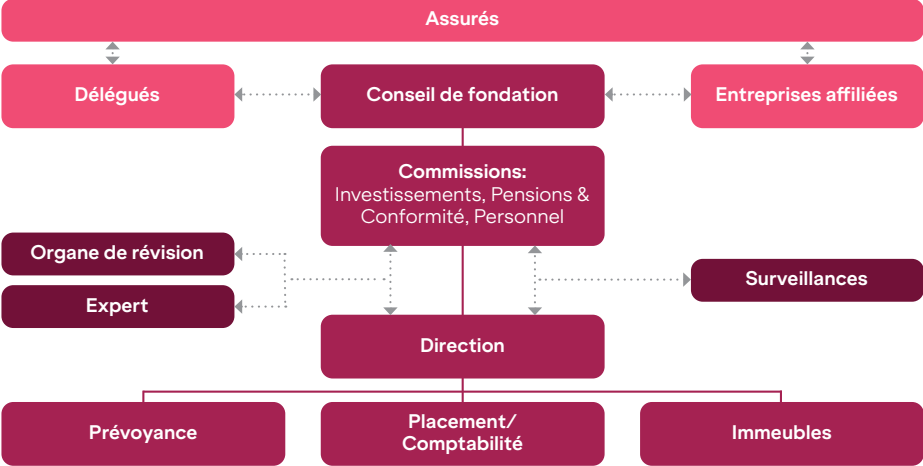 Assurés
Délégués
Conseil de fondation
Entreprises affiliées
Commissions:
Investissements, Pensions &
Conformité, Personnel
Organe de révision
Expert
Surveillances
Direction
Prévoyance
Placement/
Comptabilité
Immeubles